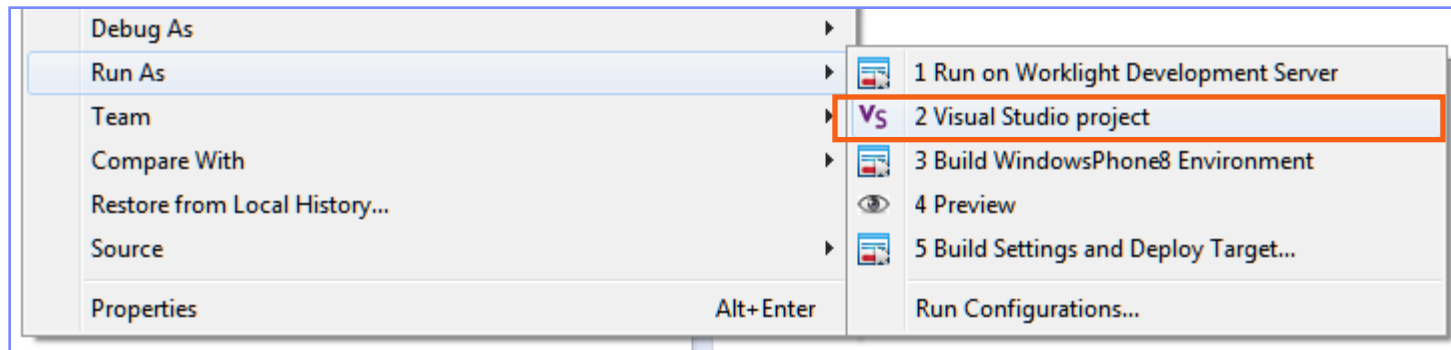 Debug As
Run As
Team
Compare With
Restore from Local History...
Source
Properties Alt+Enter
1 Run on Worklight Development Server
VS 2 Visual Studio project
3 Build WindowsPhone8 Environment
4 Preview
5 Build Settings and Deploy Target...
Run Configurations...